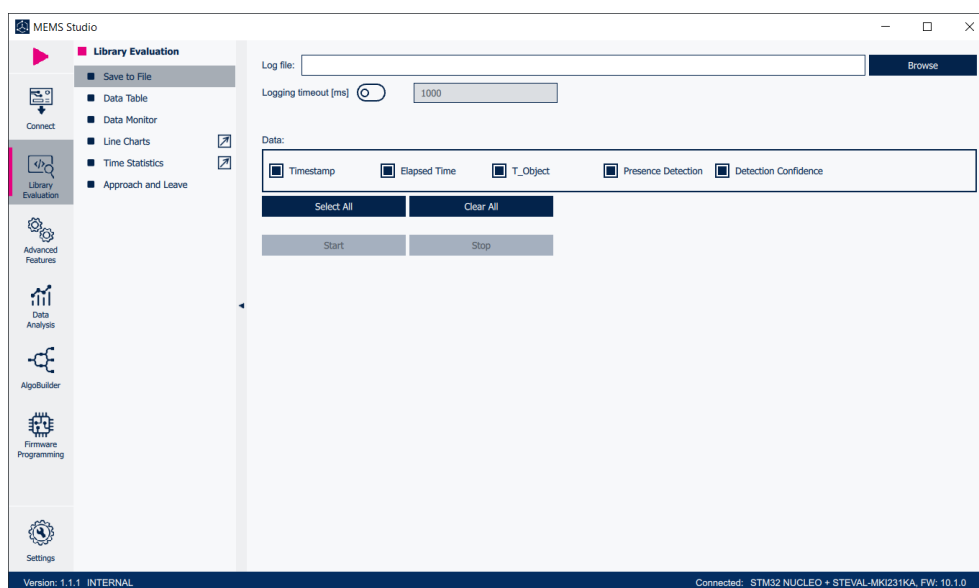 MEMS Studio
Connect
Library
Evaluation
Advanced
Features
Data
Analysis
AlgoBuilder
Firmware
Programming
Settings
Library Evaluation
Save to File
Data Table
Data Monitor
Line Charts
Time Statistics
Approach and Leave
Log file:
Browse
Logging timeout [ms] 1000
Data:
Timestamp Elapsed Time T_Object Presence Detection Detection Confidence
Select All Clear All
Start Stop
Version: 1.1.1 INTERNAL Connected: STM32 NUCLEO + STEVAL-MKI231KA, FW: 10.1.0